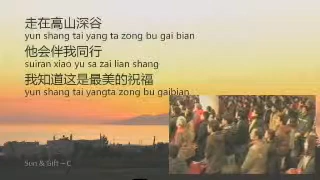 走在高山深谷
yun shang tai yang ta zong bu gai bian
他会伴我同行
suiran xiao yu sa zai lian shang
我知道这是最美的祝福
yun shang tai yangta zong bu gaibian